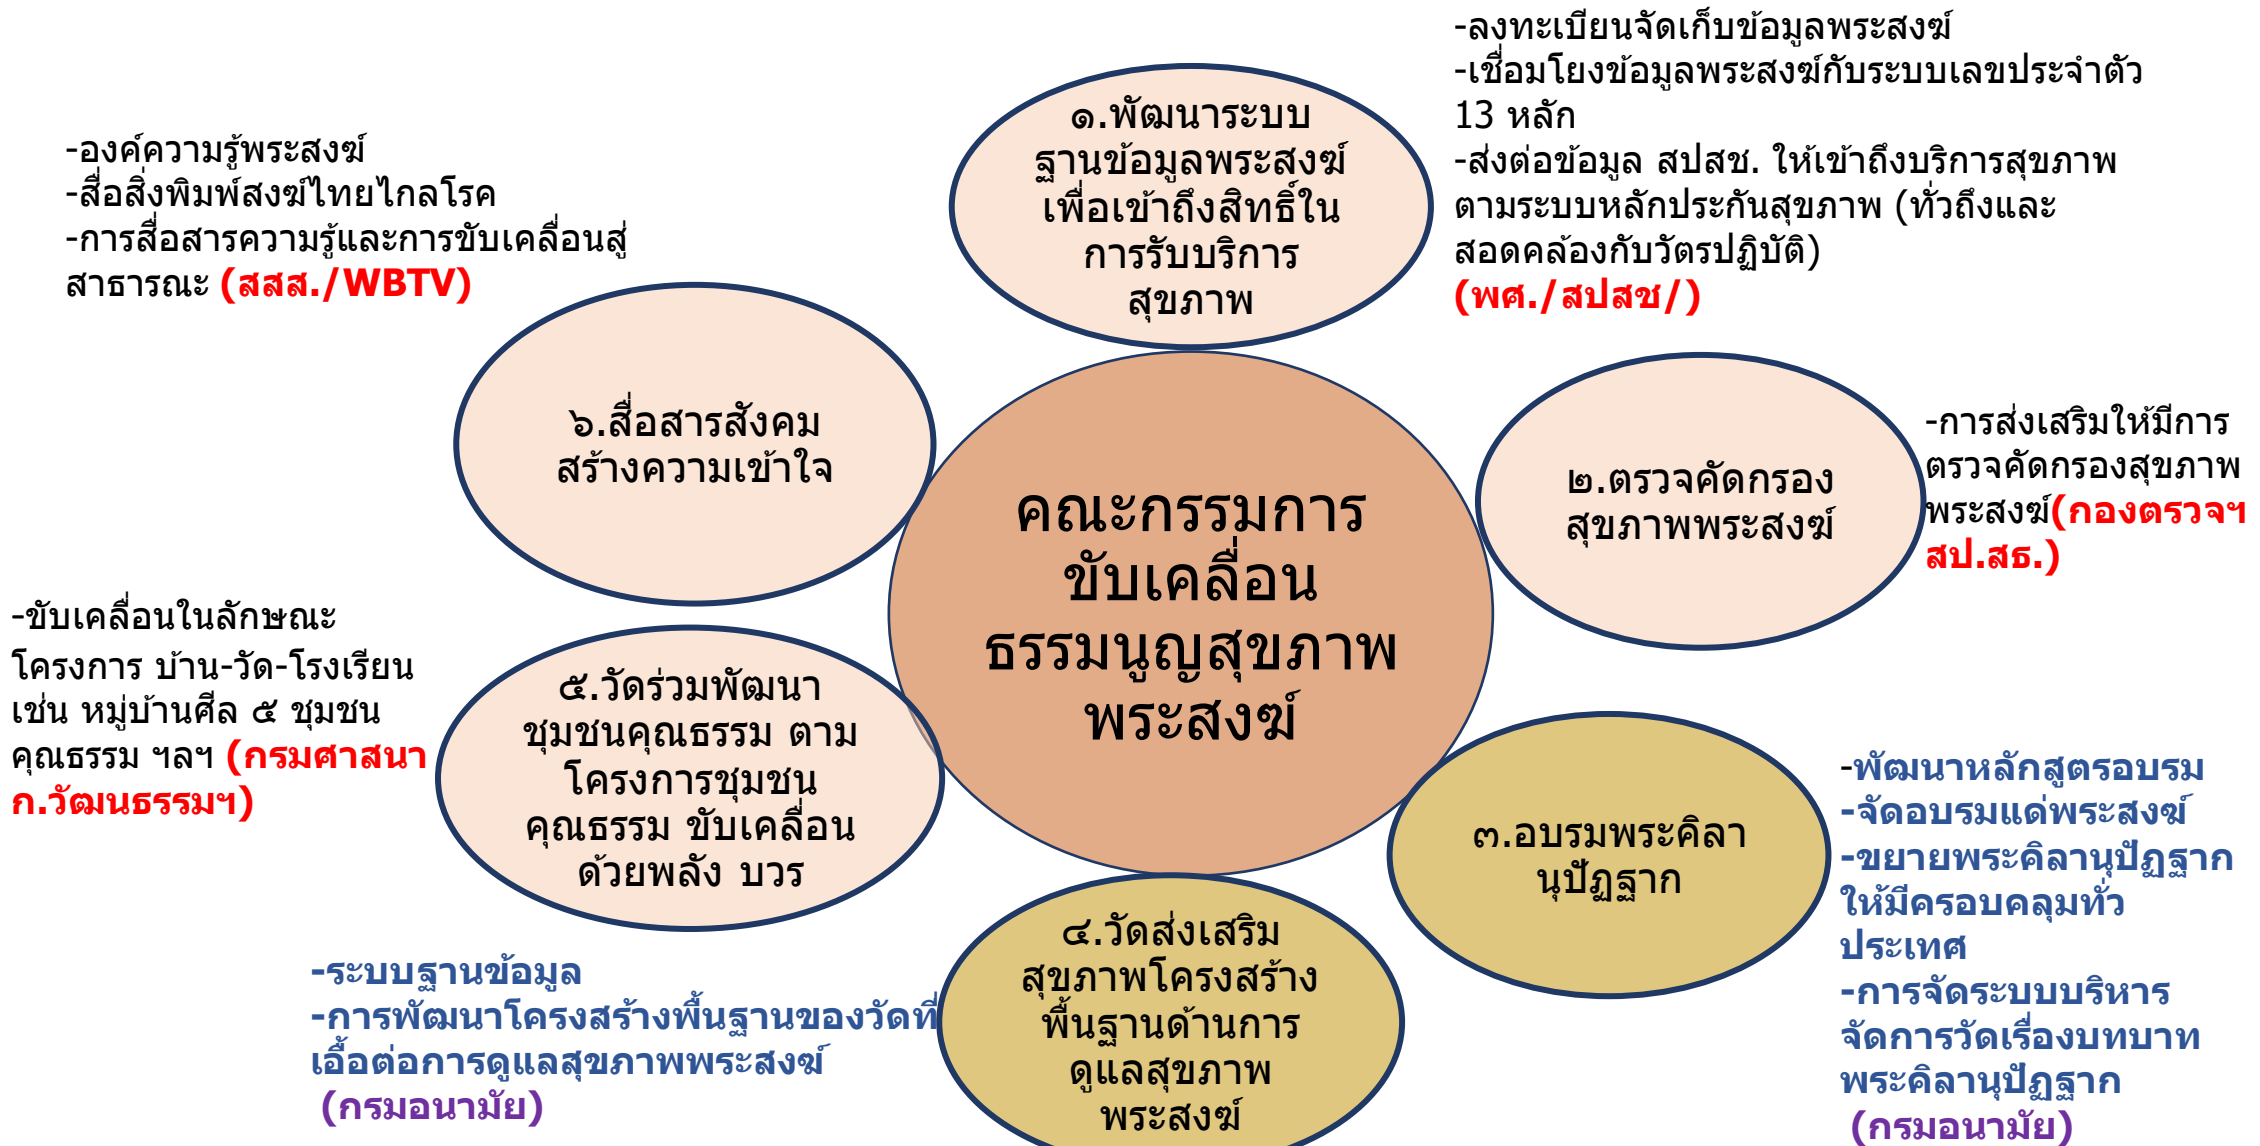 -ลงทะเบียนจัดเก็บข้อมูลพระสงฆ์
-เชื่อมโยงข้อมูลพระสงฆ์กับระบบเลขประจำตัว
13 หลัก
-ส่งต่อข้อมูล สปสช. ให้เข้าถึงบริการสุขภาพ
ตามระบบหลักประกันสุขภาพ (ทั่วถึงและ
สอดคล้องกับวัตรปฏิบัติ)
(พศ./สปสช/)
๑.พัฒนาระบบ
ฐานข้อมูลพระสงฆ์
เพื่อเข้าถึงสิทธิ์ใน
การรับบริการ
สุขภาพ
-องค์ความรู้พระสงฆ์
-สื่อสิ่งพิมพ์สงฆ์ไทยไกลโรค
-การสื่อสารความรู้และการขับเคลื่อนสู่
สาธารณะ (สสส./WBTV)
๖.สื่อสารสังคม
สร้างความเข้าใจ
๒.ตรวจคัดกรอง
สุขภาพพระสงฆ์
-การส่งเสริมให้มีการ
ตรวจคัดกรองสุขภาพ
พระสงฆ์(กองตรวจฯ
สป.สธ.)
คณะกรรมการ
ขับเคลื่อน
ธรรมนูญสุขภาพ
พระสงฆ์
-ขับเคลื่อนในลักษณะ
โครงการ บ้าน-วัด-โรงเรียน
เช่น หมู่บ้านศีล ๕ ชุมชน
คุณธรรม ฯลฯ (กรมศาสนา
ก.วัฒนธรรมฯ)
๕.วัดร่วมพัฒนา
ชุมชนคุณธรรม ตาม
โครงการชุมชน
คุณธรรม ขับเคลื่อน
ด้วยพลัง บวร
๓.อบรมพระคิลา
นุปัฏฐาก
-พัฒนาหลักสูตรอบรม
-จัดอบรมแด่พระสงฆ์
-ขยายพระคิลานุปัฏฐาก
ให้มีครอบคลุมทั่ว
ประเทศ
-การจัดระบบบริหาร
จัดการวัดเรื่องบทบาท
พระคิลานุปัฏฐาก
(กรมอนามัย)
๔.วัดส่งเสริม
สุขภาพโครงสร้าง
พื้นฐานด้านการ
ดูแลสุขภาพ
พระสงฆ์
-ระบบฐานข้อมูล
-การพัฒนาโครงสร้างพื้นฐานของวัดที่
เอื้อต่อการดูแลสุขภาพพระสงฆ์
(กรมอนามัย)